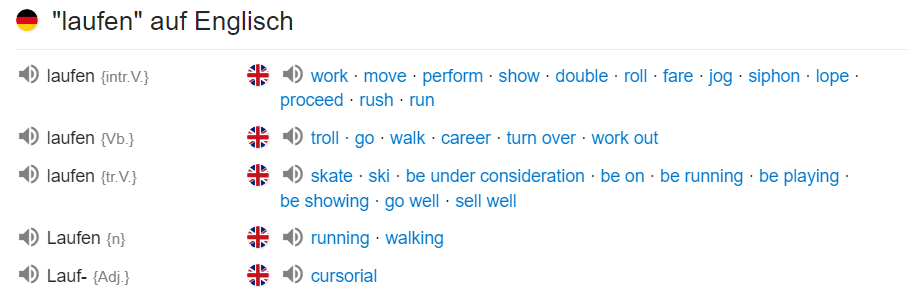 "laufen" auf Englisch
laufen {intr.V.} work · move · perform · show · double · roll · fare · jog · siphon · lope ·
proceed · rush · run
laufen {Vb.} troll · go · walk · career · turn over · work out
laufen {tr.V.} skate · ski · be under consideration · be on · be running · be playing ·
be showing · go well · sell well
Laufen {n} running · walking
Lauf- {Adj.} cursorial